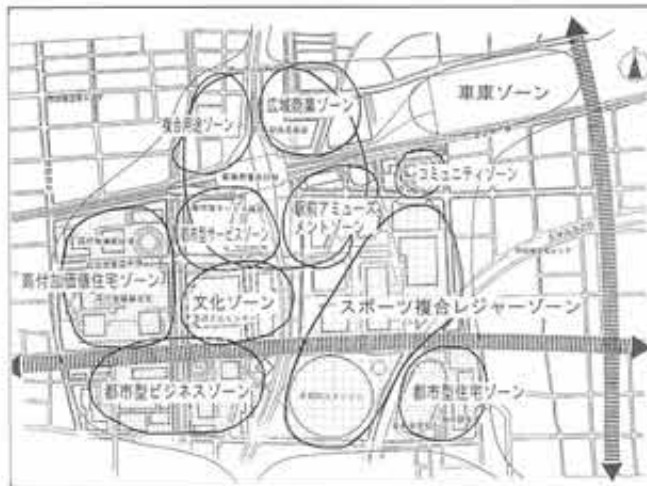 複合用途ゾーン
広域商業ゾーン
車庫ゾーン
コミュニティゾーン
駅前アミューズ
メントゾーン
都市型サービスゾーン
高付加価値住宅ゾーン
文化ゾーン
スポーツ複合レジャーゾーン
都市型ビジネスゾーン
都市型住宅ゾーン